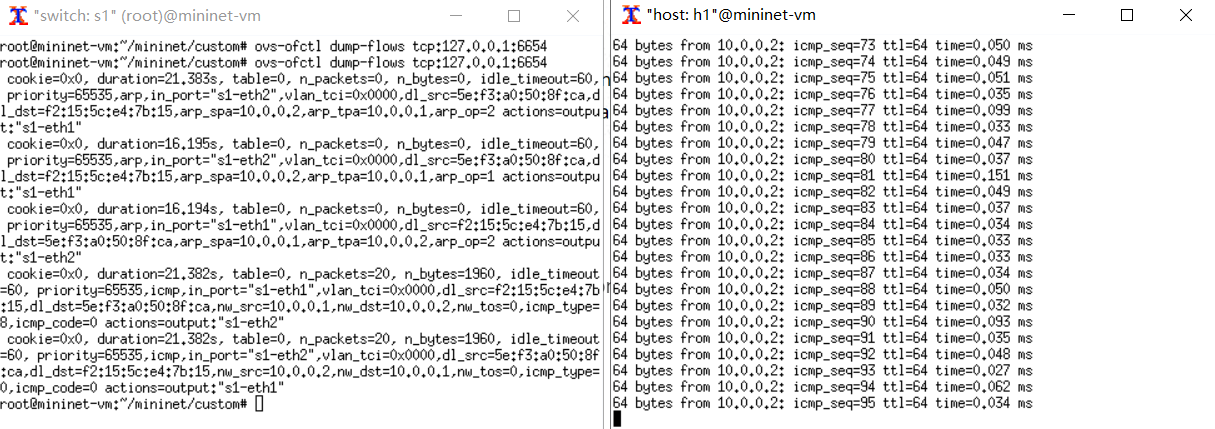 "switch: s1" (root)@mininet-vm
root@mininet-vm:~/mininet/custom# ovs-ofctl dump-flows tcp:127.0.0.1:6654
root@mininet-vm:~/mininet/custom# ovs-ofctl dump-flows tcp:127.0.0.1:6654
cookie=0x0, duration=21.383s, table=0, n_packets=0, n_bytes=0, idle_timeout=60,
priority=65535,arp,in_port="s1-eth2",vlan_tci=0x0000,dl_src=5e:f3:a0:50:8f:ca,d
l_dst=f2:15:5c:e4:7b:15,arp_spa=10.0.0.2,arp_tpa=10.0.0.1,arp_op=2 actions=outpu
t:"s1-eth1"
cookie=0x0, duration=16.195s, table=0, n_packets=0, n_bytes=0, idle_timeout=60,
priority=65535,arp,in_port="s1-eth2",vlan_tci=0x0000,dl_src=5e:f3:a0:50:8f:ca,d
l_dst=f2:15:5c:e4:7b:15,arp_spa=10.0.0.2,arp_tpa=10.0.0.1,arp_op=1 actions=outpu
t:"s1-eth1"
cookie=0x0, duration=16.194s, table=0, n_packets=0, n_bytes=0, idle_timeout=60,
priority=65535,arp,in_port="s1-eth1",vlan_tci=0x0000,dl_src=f2:15:5c:e4:7b:15,d
l_dst=5e:f3:a0:50:8f:ca,arp_spa=10.0.0.1,arp_tpa=10.0.0.2,arp_op=2 actions=outpu
t:"s1-eth2"
cookie=0x0, duration=21.382s, table=0, n_packets=20, n_bytes=1960, idle_timeout
=60, priority=65535,icmp,in_port="s1-eth1",vlan_tci=0x0000,dl_src=f2:15:5c:e4:7b
:15,dl_dst=5e:f3:a0:50:8f:ca,nw_src=10.0.0.1,nw_dst=10.0.0.2,nw_tos=0,icmp_type=
8,icmp_code=0 actions=output:"s1-eth2"
cookie=0x0, duration=21.382s, table=0, n_packets=20, n_bytes=1960, idle_timeout
=60, priority=65535,icmp,in_port="s1-eth2",vlan_tci=0x0000,dl_src=5e:f3:a0:50:8f
:ca,dl_dst=f2:15:5c:e4:7b:15,nw_src=10.0.0.2,nw_dst=10.0.0.1,nw_tos=0,icmp_type=
0,icmp_code=0 actions=output:"s1-eth1"
root@mininet-vm:~/mininet/custom#
"host: h1"@mininet-vm
64 bytes from 10.0.0.2: icmp_seq=73 ttl=64 time=0.050 ms
64 bytes from 10.0.0.2: icmp_seq=74 ttl=64 time=0.049 ms
64 bytes from 10.0.0.2: icmp_seq=75 ttl=64 time=0.051 ms
64 bytes from 10.0.0.2: icmp_seq=76 ttl=64 time=0.035 ms
64 bytes from 10.0.0.2: icmp_seq=77 ttl=64 time=0.099 ms
64 bytes from 10.0.0.2: icmp_seq=78 ttl=64 time=0.033 ms
64 bytes from 10.0.0.2: icmp_seq=79 ttl=64 time=0.047 ms
64 bytes from 10.0.0.2: icmp_seq=80 ttl=64 time=0.037 ms
64 bytes from 10.0.0.2: icmp_seq=81 ttl=64 time=0.151 ms
64 bytes from 10.0.0.2: icmp_seq=82 ttl=64 time=0.049 ms
64 bytes from 10.0.0.2: icmp_seq=83 ttl=64 time=0.037 ms
64 bytes from 10.0.0.2: icmp_seq=84 ttl=64 time=0.034 ms
64 bytes from 10.0.0.2: icmp_seq=85 ttl=64 time=0.033 ms
64 bytes from 10.0.0.2: icmp_seq=86 ttl=64 time=0.033 ms
64 bytes from 10.0.0.2: icmp_seq=87 ttl=64 time=0.034 ms
64 bytes from 10.0.0.2: icmp_seq=88 ttl=64 time=0.050 ms
64 bytes from 10.0.0.2: icmp_seq=89 ttl=64 time=0.032 ms
64 bytes from 10.0.0.2: icmp_seq=90 ttl=64 time=0.093 ms
64 bytes from 10.0.0.2: icmp_seq=91 ttl=64 time=0.035 ms
64 bytes from 10.0.0.2: icmp_seq=92 ttl=64 time=0.048 ms
64 bytes from 10.0.0.2: icmp_seq=93 ttl=64 time=0.027 ms
64 bytes from 10.0.0.2: icmp_seq=94 ttl=64 time=0.062 ms
64 bytes from 10.0.0.2: icmp_seq=95 ttl=64 time=0.034 ms